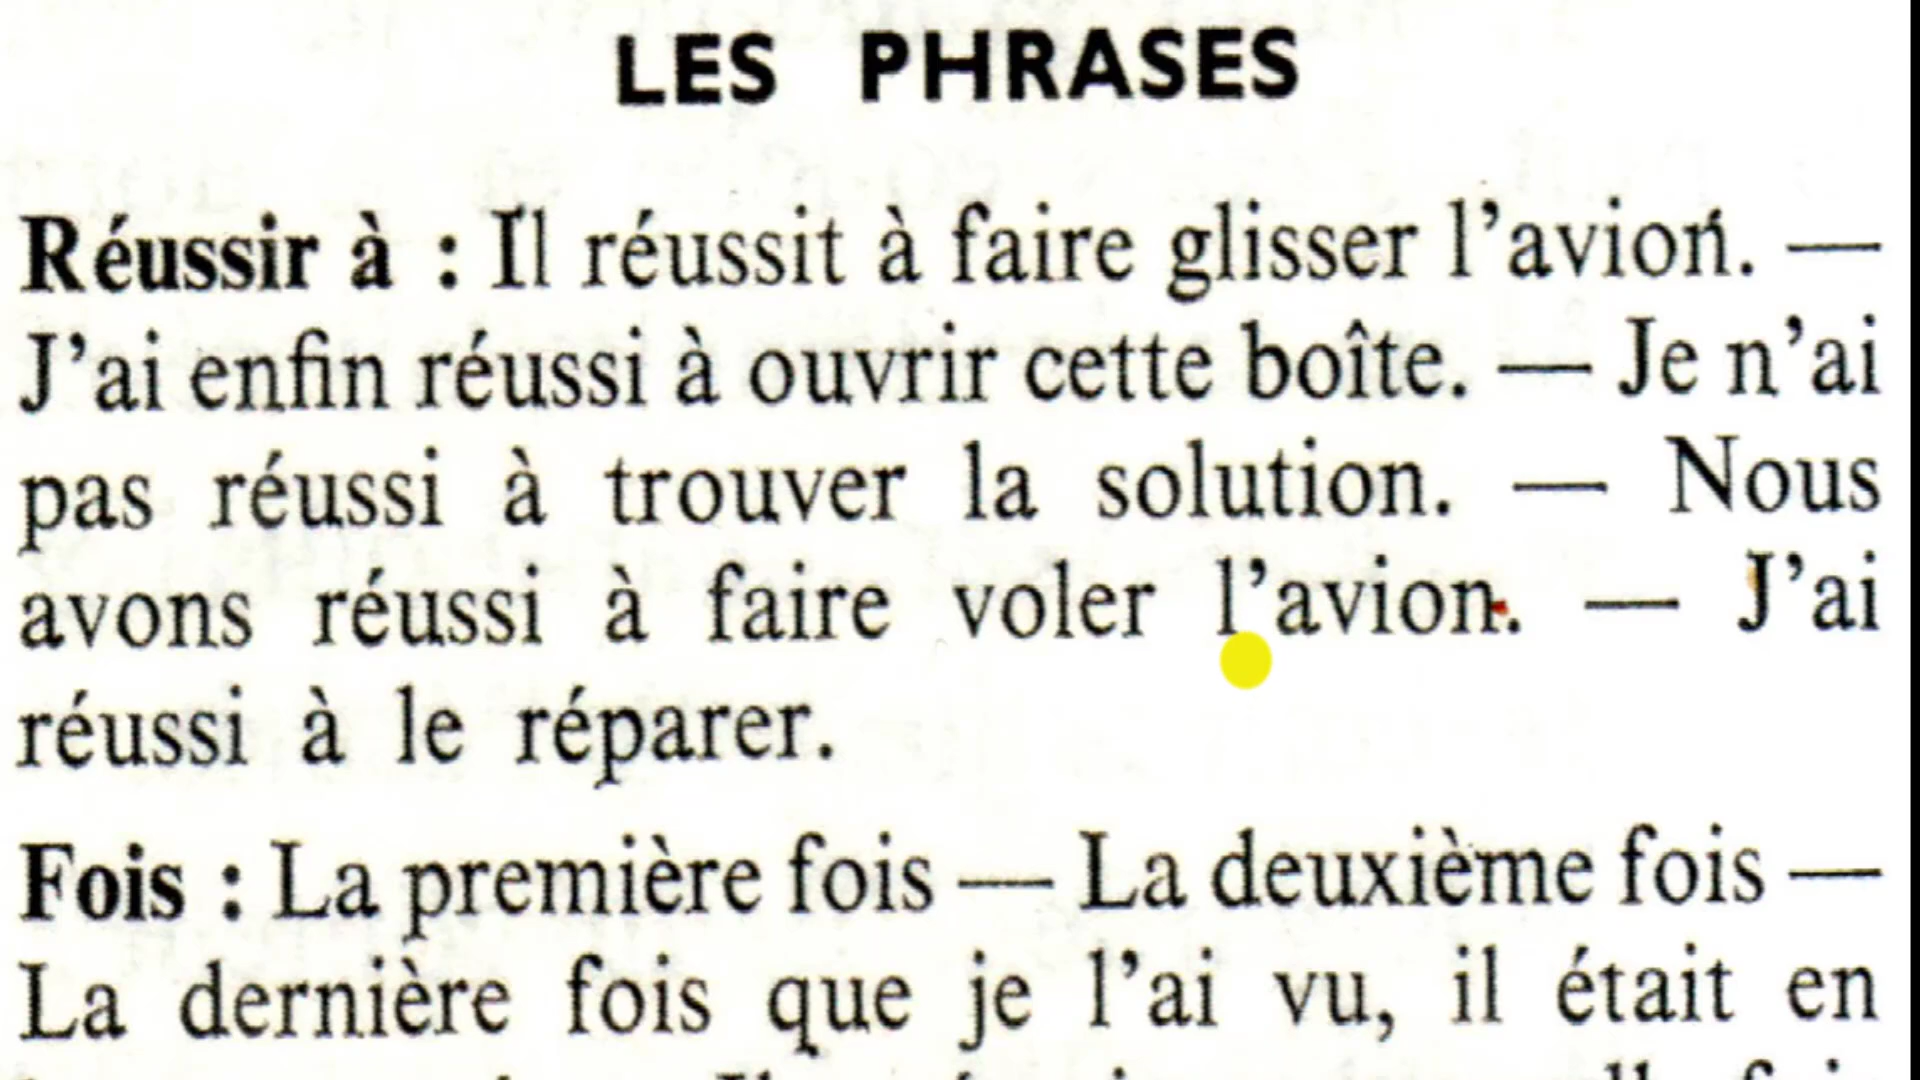 LES PHRASES
Réussir à : Il réussit à faire glisser l’avion. —
J’ai enfin réussi à ouvrir cette boîte. — Je n’ai
pas réussi à trouver la solution. — Nous
avons réussi à faire voler l’avion. — J’ai
réussi à le réparer.
Fois : La première fois — La deuxième fois —
La dernière fois que je l’ai vu, il était en